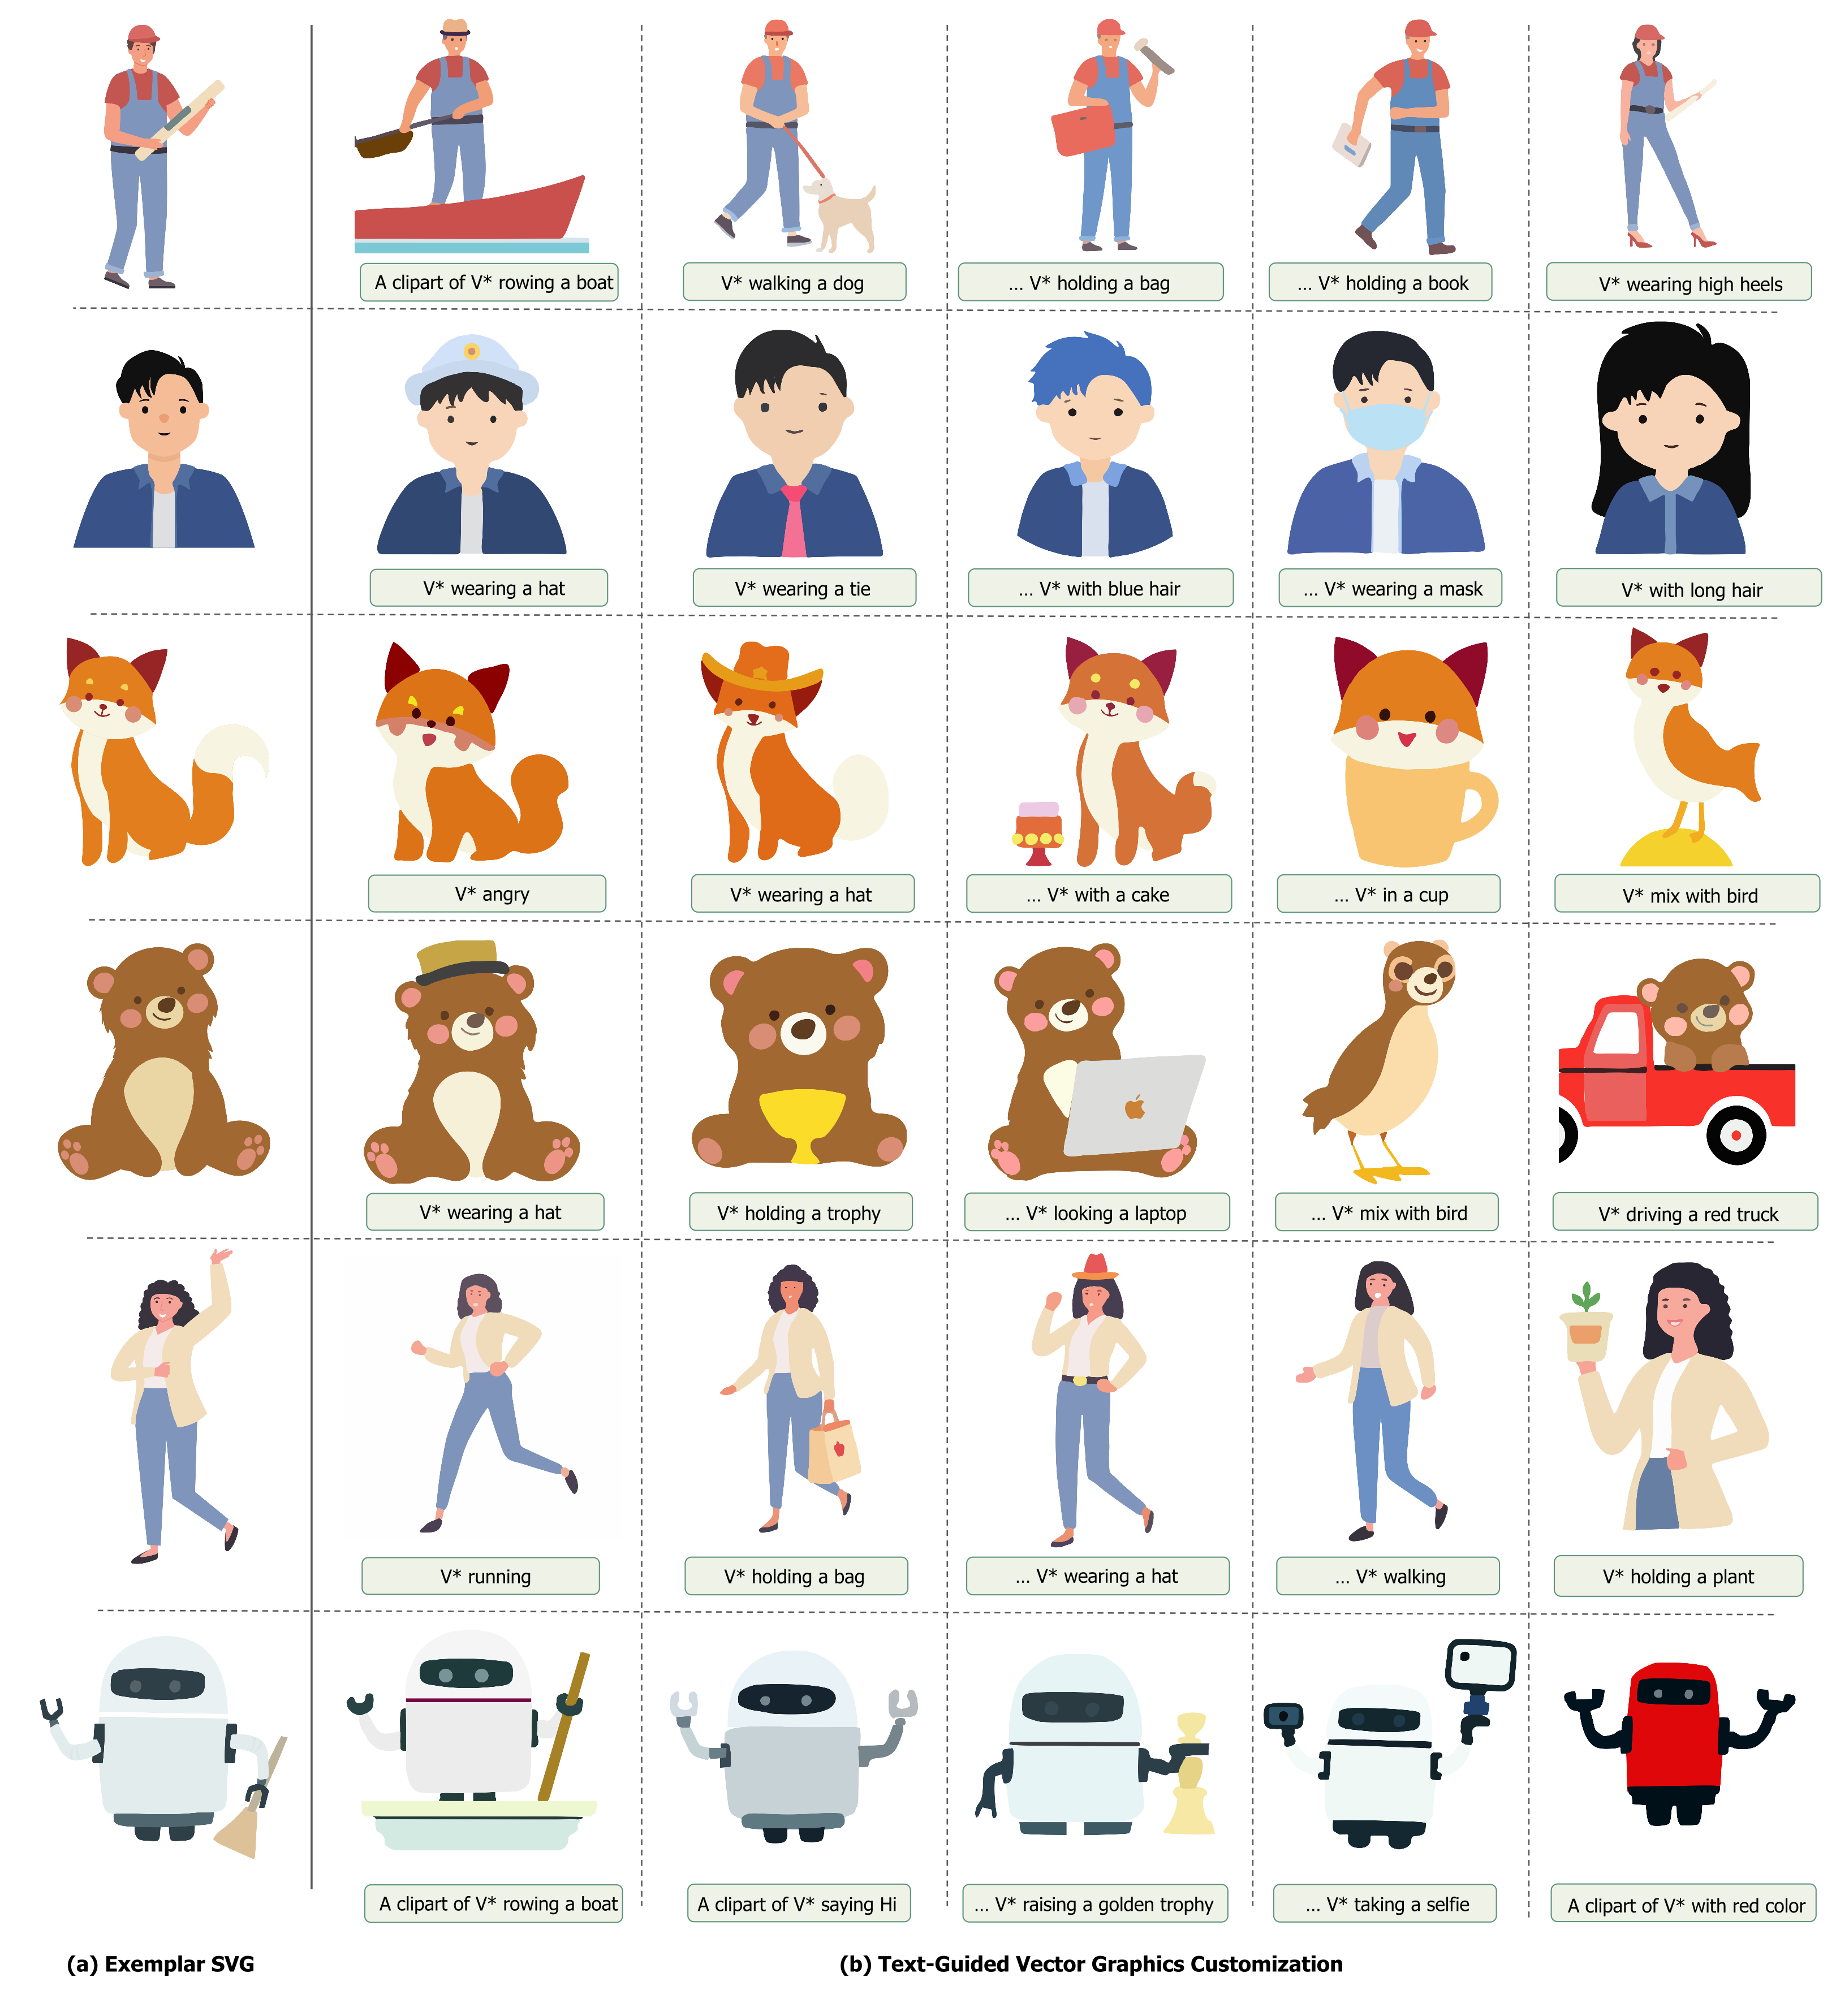 A clipart of V* rowing a boat
V* walking a dog
... V* holding a bag
... V* holding a book
V* wearing high heels
V* wearing a hat
V* wearing a tie
... V* with blue hair
... V* wearing a mask
V* with long hair
V* angry
V* wearing a hat
... V* with a cake
... V* in a cup
V* mix with bird
V* wearing a hat
V* holding a trophy
... V* looking a laptop
... V* mix with bird
V* driving a red truck
V* running
V* holding a bag
... V* wearing a hat
... V* walking
V* holding a plant
A clipart of V* rowing a boat
A clipart of V* saying Hi
... V* raising a golden trophy
... V* taking a selfie
A clipart of V* with red color
(a) Exemplar SVG
(b) Text-Guided Vector Graphics Customization